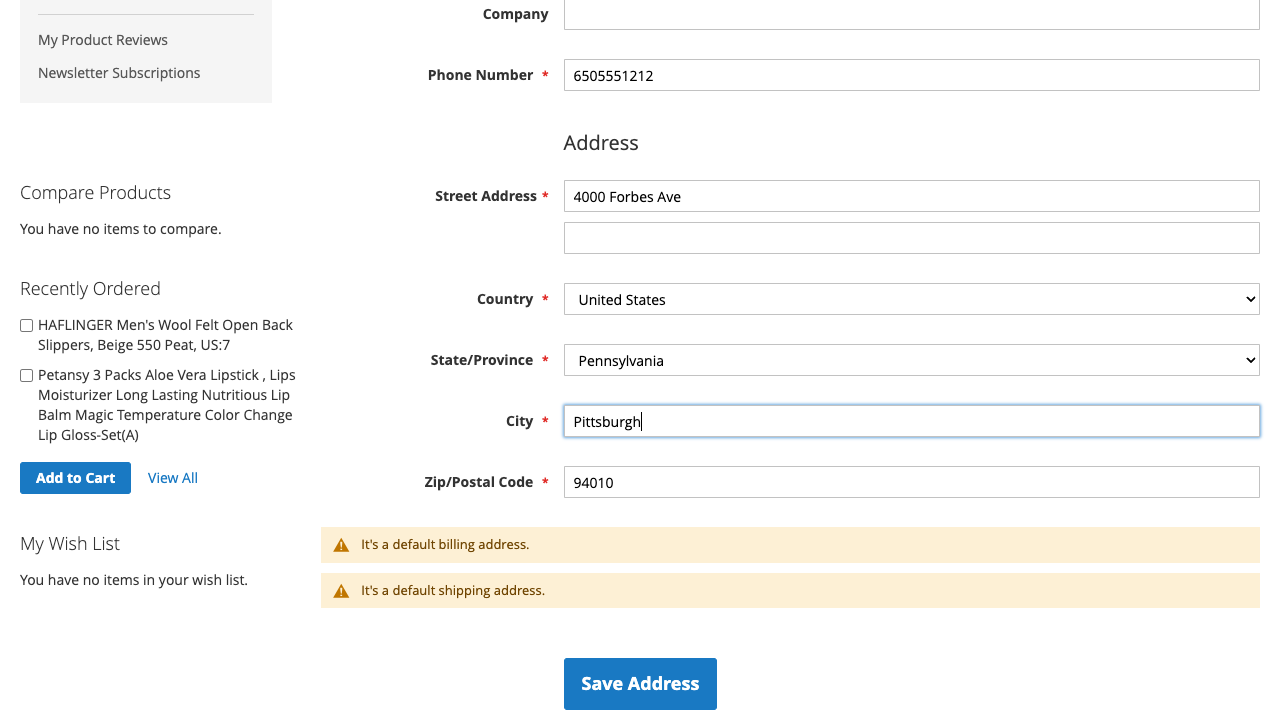 My Product Reviews
Newsletter Subscriptions
Compare Products
You have no items to compare.
Recently Ordered
HAFLINGER Men's Wool Felt Open Back
Slippers, Beige 550 Peat, US:7
Petansy 3 Packs Aloe Vera Lipstick , Lips
Moisturizer Long Lasting Nutritious Lip
Balm Magic Temperature Color Change
Lip Gloss-Set(A)
Add to Cart View All
My Wish List
You have no items in your wish list.
Company
Phone Number * 6505551212
Address
Street Address * 4000 Forbes Ave
Country * United States
State/Province * Pennsylvania
City * Pittsburgh
Zip/Postal Code * 94010
It's a default billing address.
It's a default shipping address.
Save Address